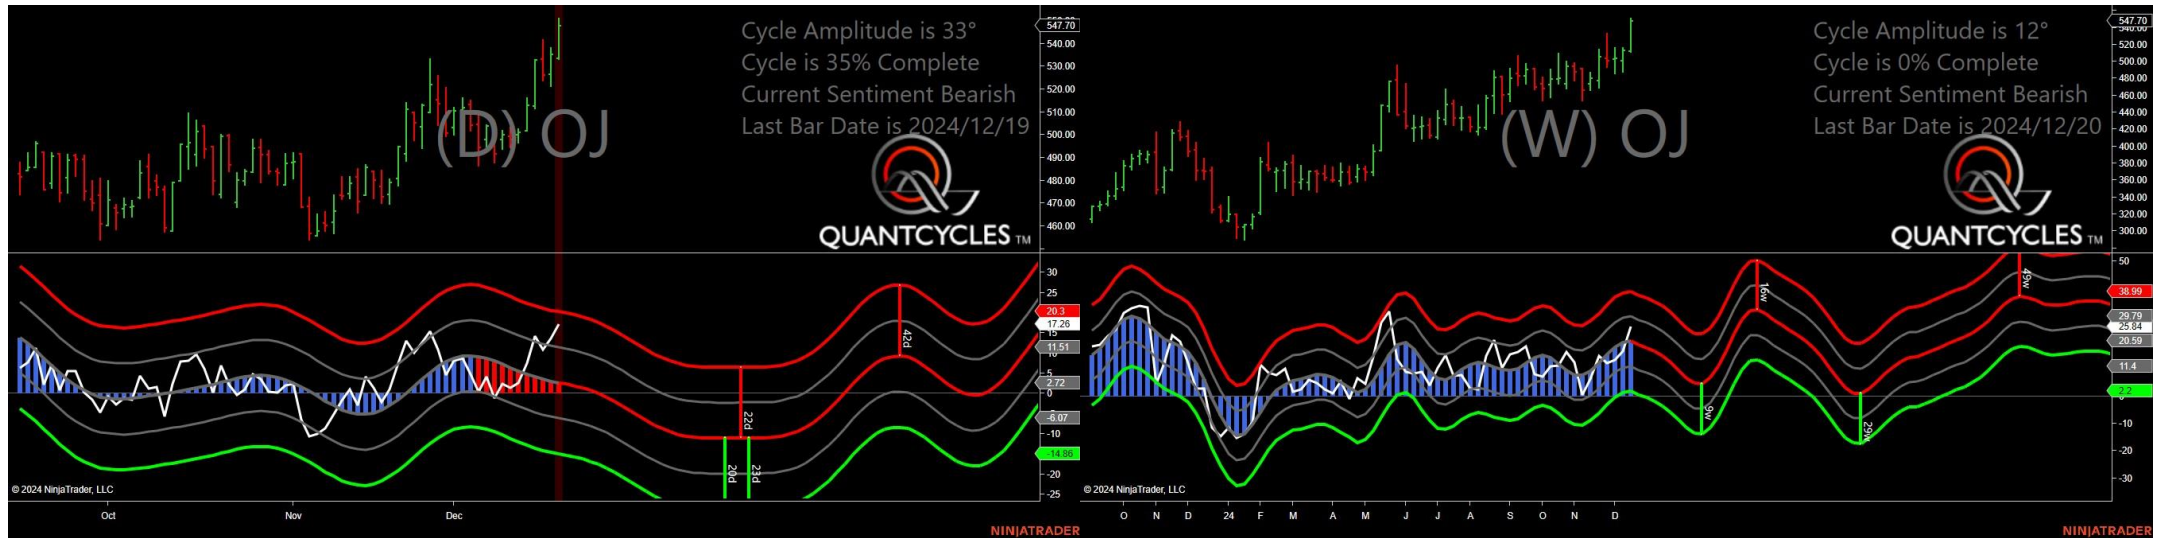 Cycle Amplitude is 33°
Cycle is 35% Complete
Current Sentiment Bearish
Last Bar Date is 2024/12/19
(D) OJ
QUANTCYCLES TM
547.70
540.00
530.00
520.00
510.00
500.00
490.00
480.00
470.00
460.00
30
25
20.3
17.26
15
11.51
5
2.72
0
-6.07
-10
-14.86
-20
-25
42d
22d
20d
23d
© 2024 NinjaTrader, LLC
Oct Nov Dec
NINJATRADER
Cycle Amplitude is 12°
Cycle is 0% Complete
Current Sentiment Bearish
Last Bar Date is 2024/12/20
(W) OJ
QUANTCYCLES TM
547.70
520.00
500.00
480.00
460.00
440.00
420.00
400.00
380.00
360.00
340.00
320.00
300.00
50
38.99
29.79
25.84
20.59
11.4
2.2
-10
-20
-30
16w
49w
9w
29w
© 2024 NinjaTrader, LLC
O N D 24 F M A M J J A S O N D
NINJATRADER